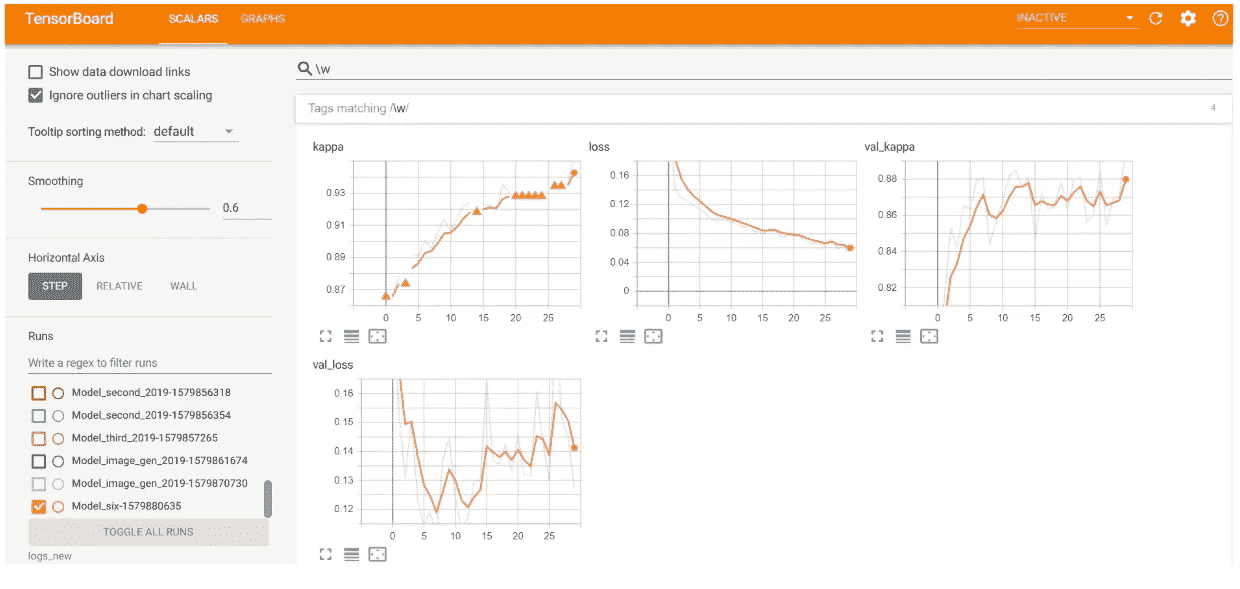 TensorBoard SCALARS GRAPHS INACTIVE
Show data download links
Ignore outliers in chart scaling
Tooltip sorting method: default
Smoothing
0.6
Horizontal Axis
STEP RELATIVE WALL
Runs
Write a regex to filter runs
Model_second_2019-1579856318
Model_second_2019-1579856354
Model_third_2019-1579857265
Model_image_gen_2019-1579861674
Model_image_gen_2019-1579870730
Model_six-1579880635
TOGGLE ALL RUNS
logs_new
\w
Tags matching /\w/ 4
kappa
0.93
0.91
0.89
0.87
0 5 10 15 20 25
loss
0.16
0.12
0.08
0.04
0
0 5 10 15 20 25
val_kappa
0.88
0.86
0.84
0.82
0 5 10 15 20 25
val_loss
0.16
0.15
0.14
0.13
0.12
0 5 10 15 20 25